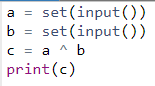 a = set(input())
b = set(input())
c = a ^ b
print(c)